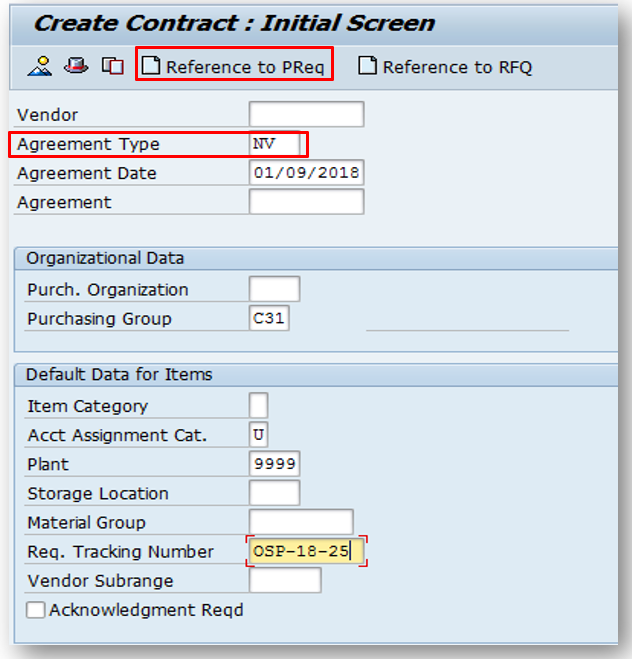 Create Contract : Initial Screen
Reference to PReq Reference to RFQ
Vendor
Agreement Type NV
Agreement Date 01/09/2018
Agreement
Organizational Data
Purch. Organization
Purchasing Group C31
Default Data for Items
Item Category
Acct Assignment Cat. U
Plant 9999
Storage Location
Material Group
Req. Tracking Number OSP-18-25
Vendor Subrange
Acknowledgment Reqd